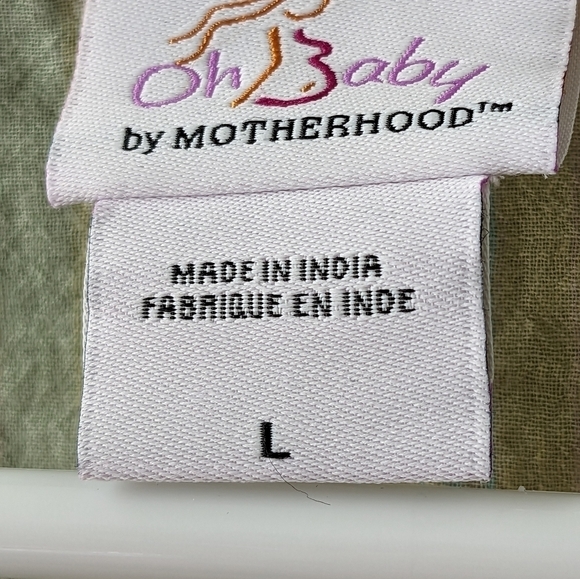 Oh Baby
by MOTHERHOOD™
MADE IN INDIA
FABRIQUE EN INDE
L